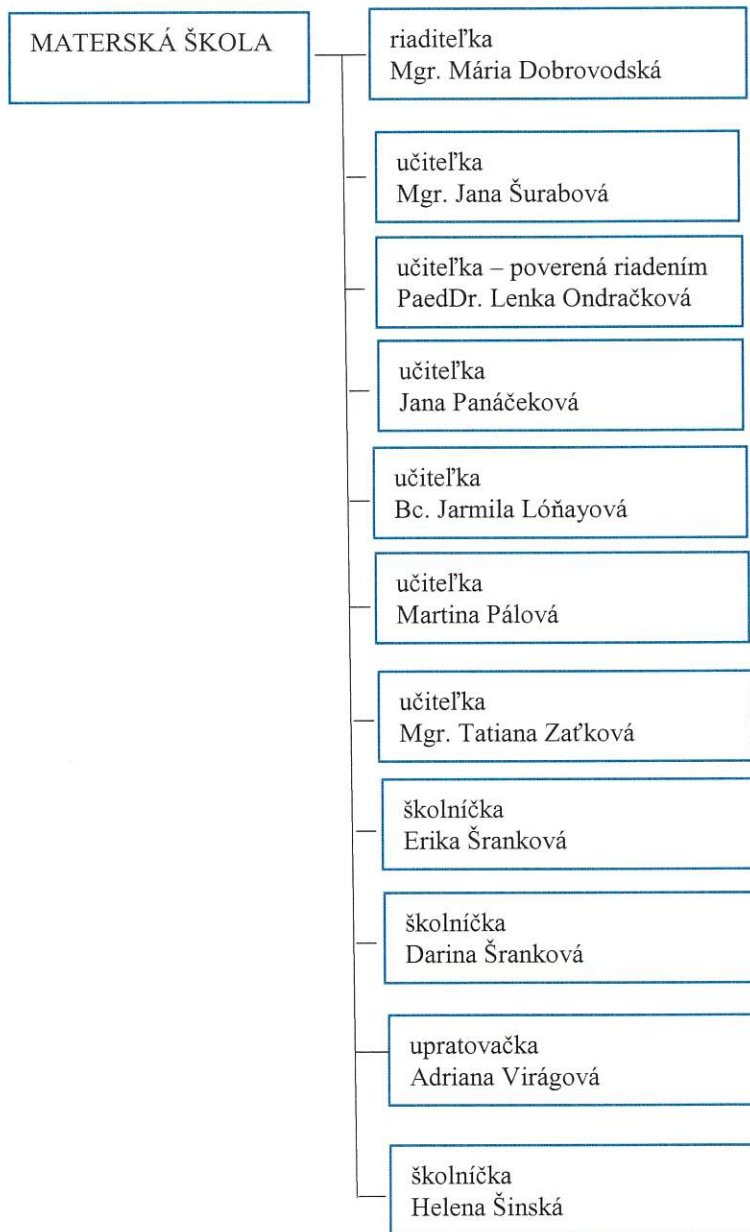 MATERSKÁ ŠKOLA
riaditeľka
Mgr. Mária Dobrovodská
učiteľka
Mgr. Jana Šurabová
učiteľka – poverená riadením
PaedDr. Lenka Ondračková
učiteľka
Jana Panáčeková
učiteľka
Bc. Jarmila Lóňayová
učiteľka
Martina Pálová
učiteľka
Mgr. Tatiana Zaťková
školníčka
Erika Šranková
školníčka
Darina Šranková
upratovačka
Adriana Virágová
školníčka
Helena Šinská